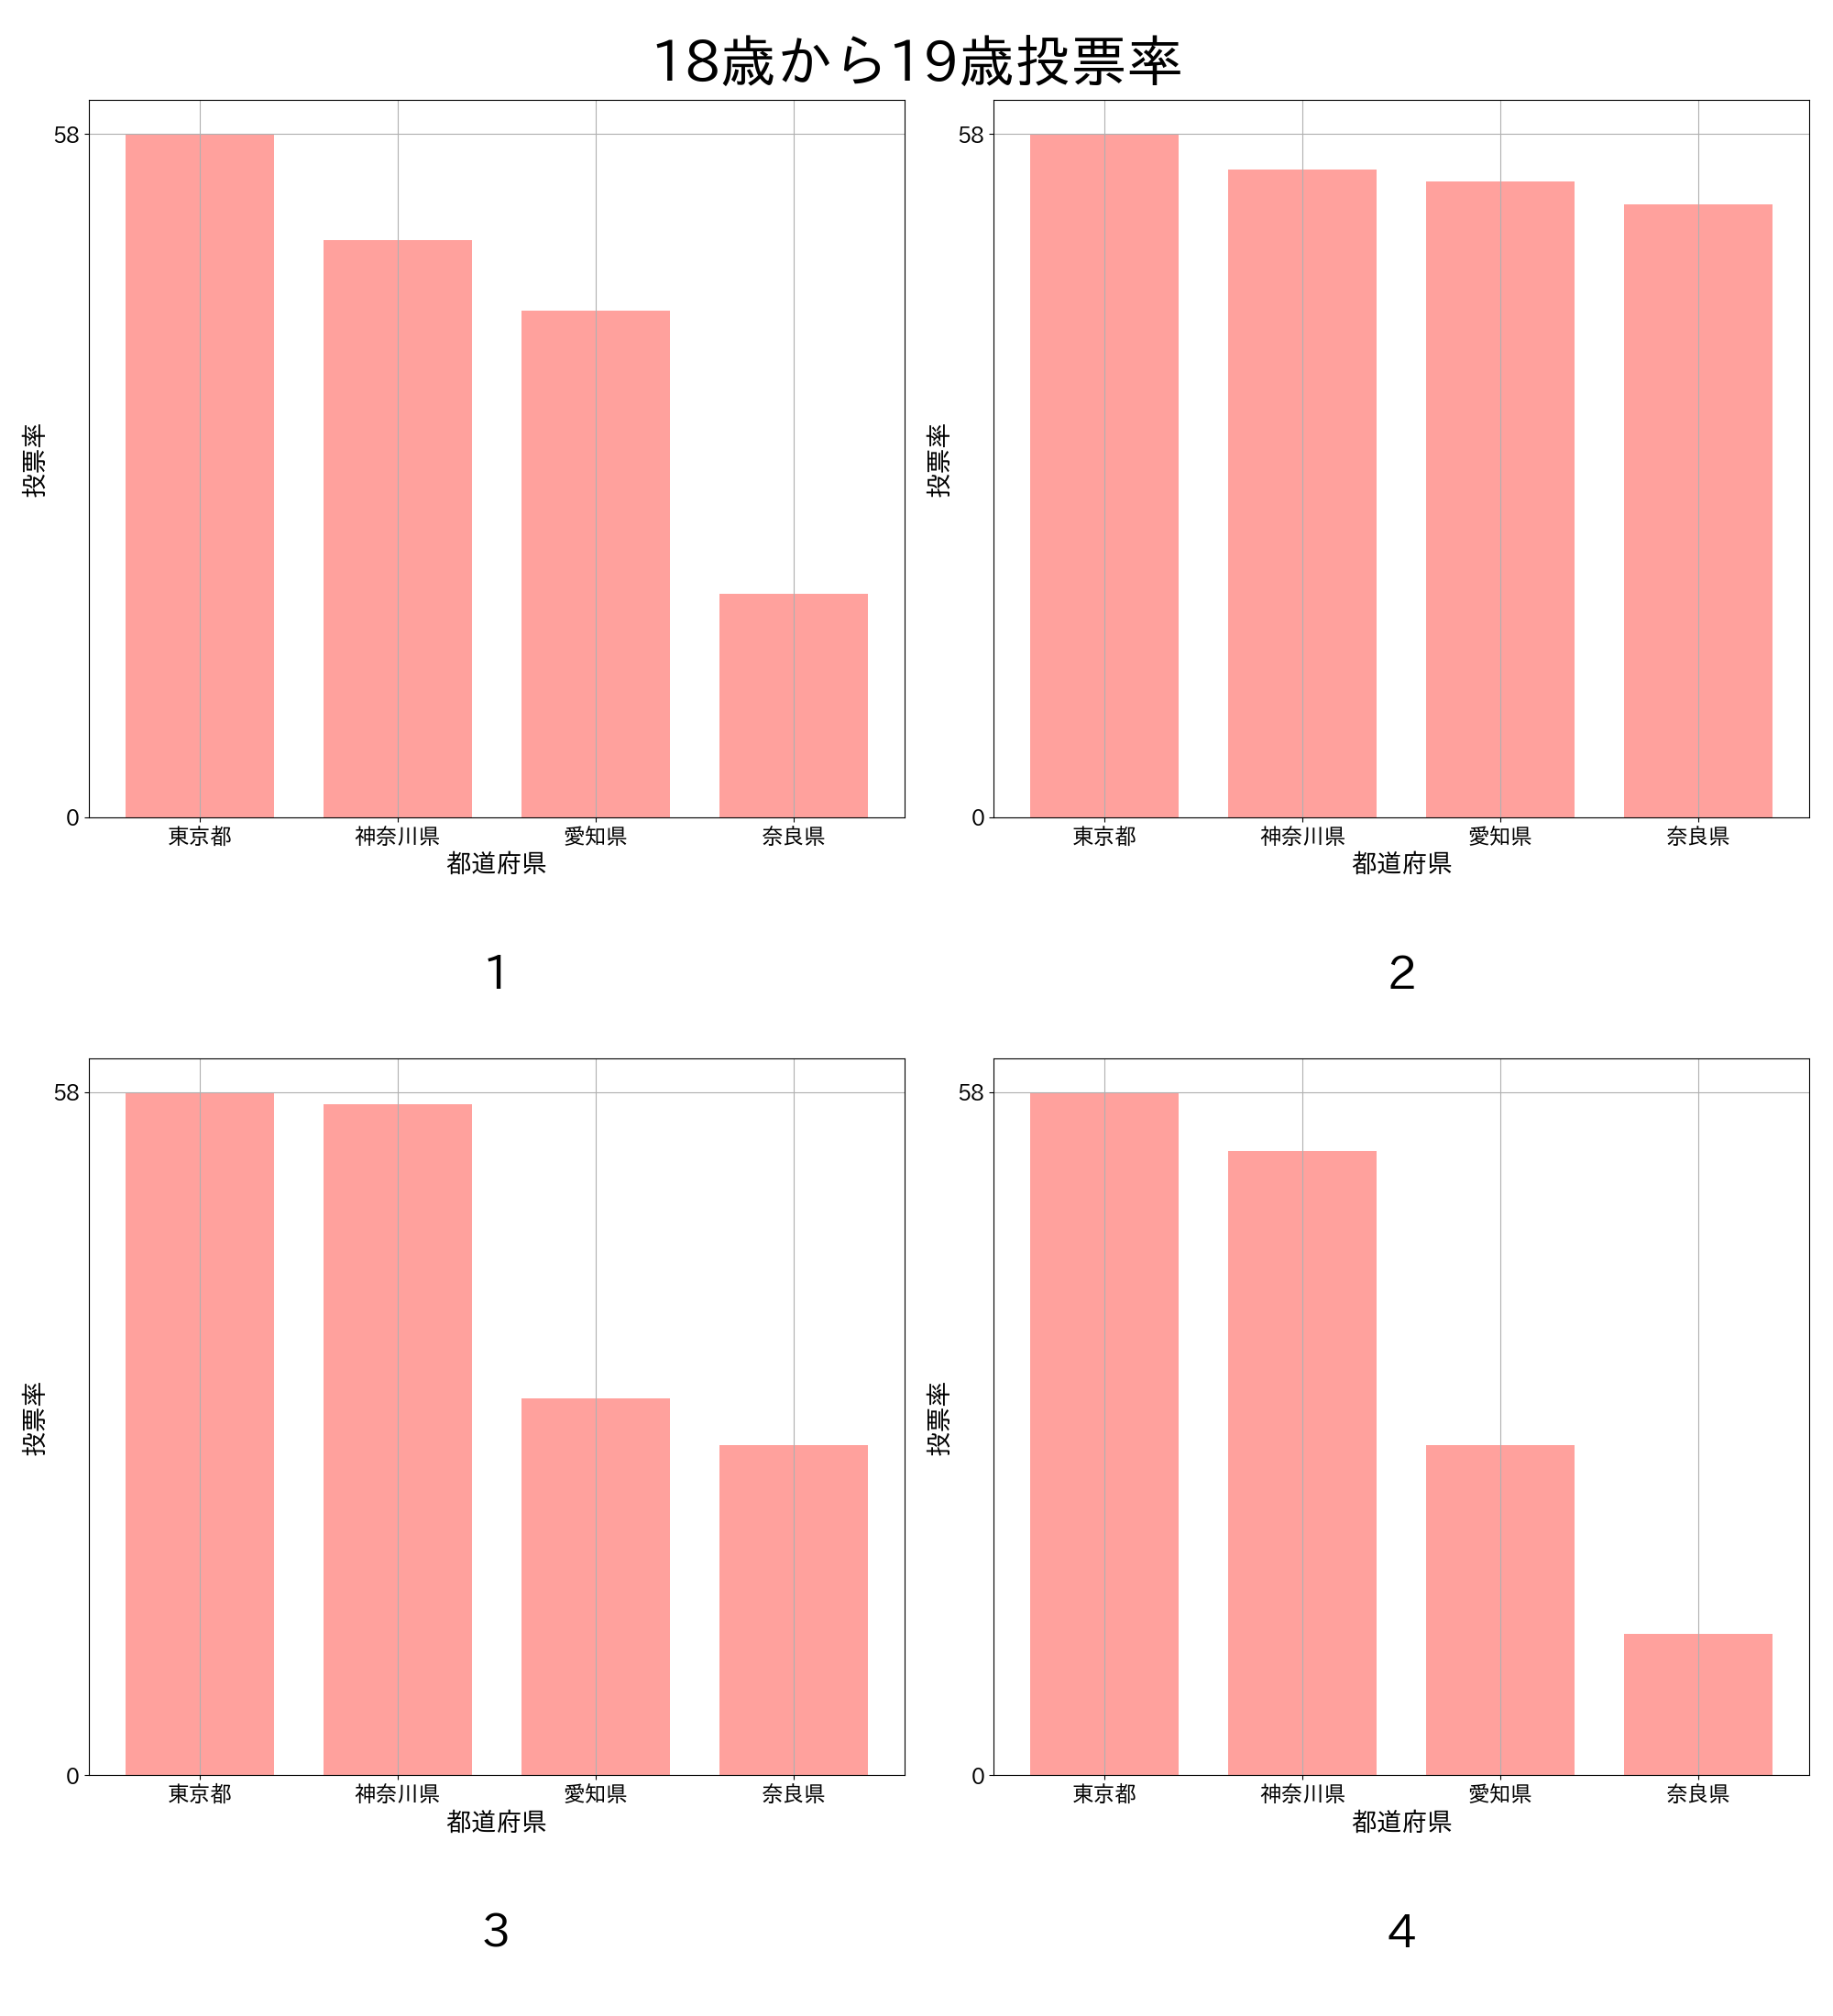 18歳から19歳投票率
58
0
投票率
東京都 神奈川県 愛知県 奈良県
都道府県
1
58
0
投票率
東京都 神奈川県 愛知県 奈良県
都道府県
2
58
0
投票率
東京都 神奈川県 愛知県 奈良県
都道府県
3
58
0
投票率
東京都 神奈川県 愛知県 奈良県
都道府県
4